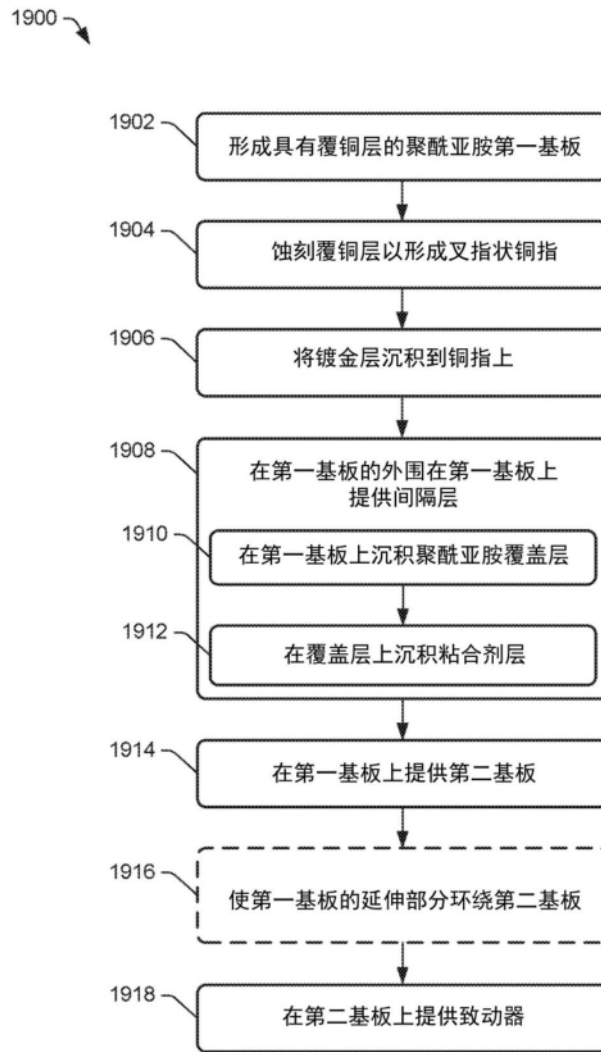 1900
1902
形成具有覆铜层的聚酰亚胺第一基板
1904
蚀刻覆铜层以形成叉指状铜指
1906
将镀金层沉积到铜指上
1908
在第一基板的外围在第一基板上
提供间隔层
1910
在第一基板上沉积聚酰亚胺覆盖层
1912
在覆盖层上沉积粘合剂层
1914
在第一基板上提供第二基板
1916
使第一基板的延伸部分环绕第二基板
1918
在第二基板上提供致动器